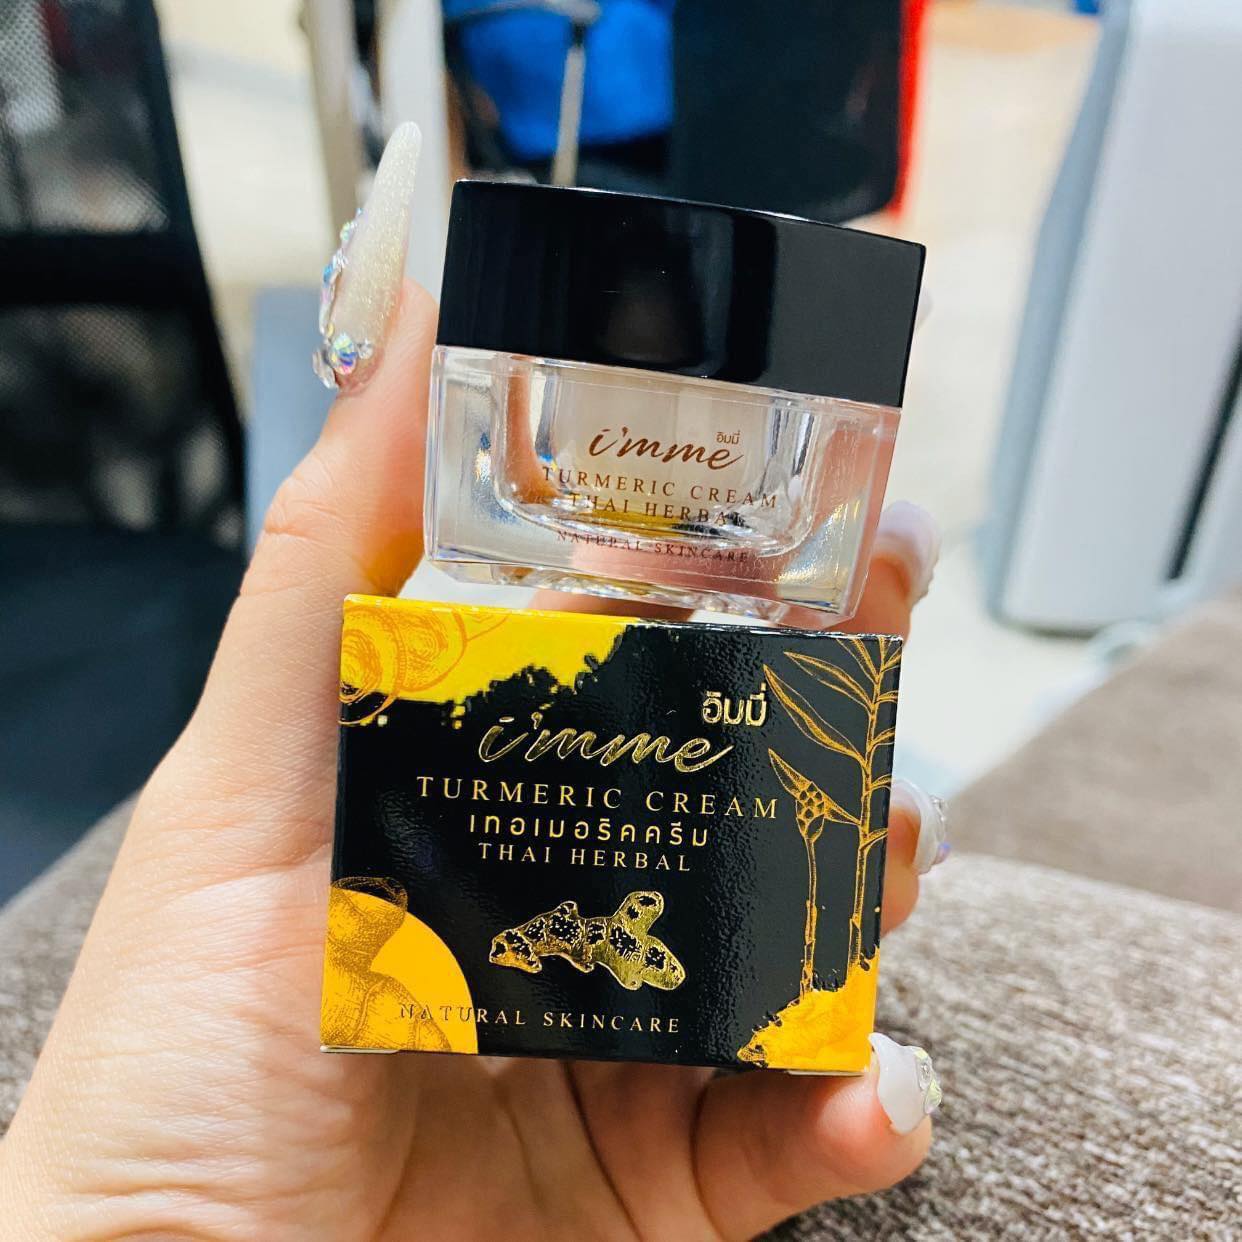 i'mme อิมมี่
TURMERIC CREAM
THAI HERBAL
NATURAL SKINCARE
อิมมี่
i'mme
TURMERIC CREAM
เทอเมอริคครีม
THAI HERBAL
NATURAL SKINCARE